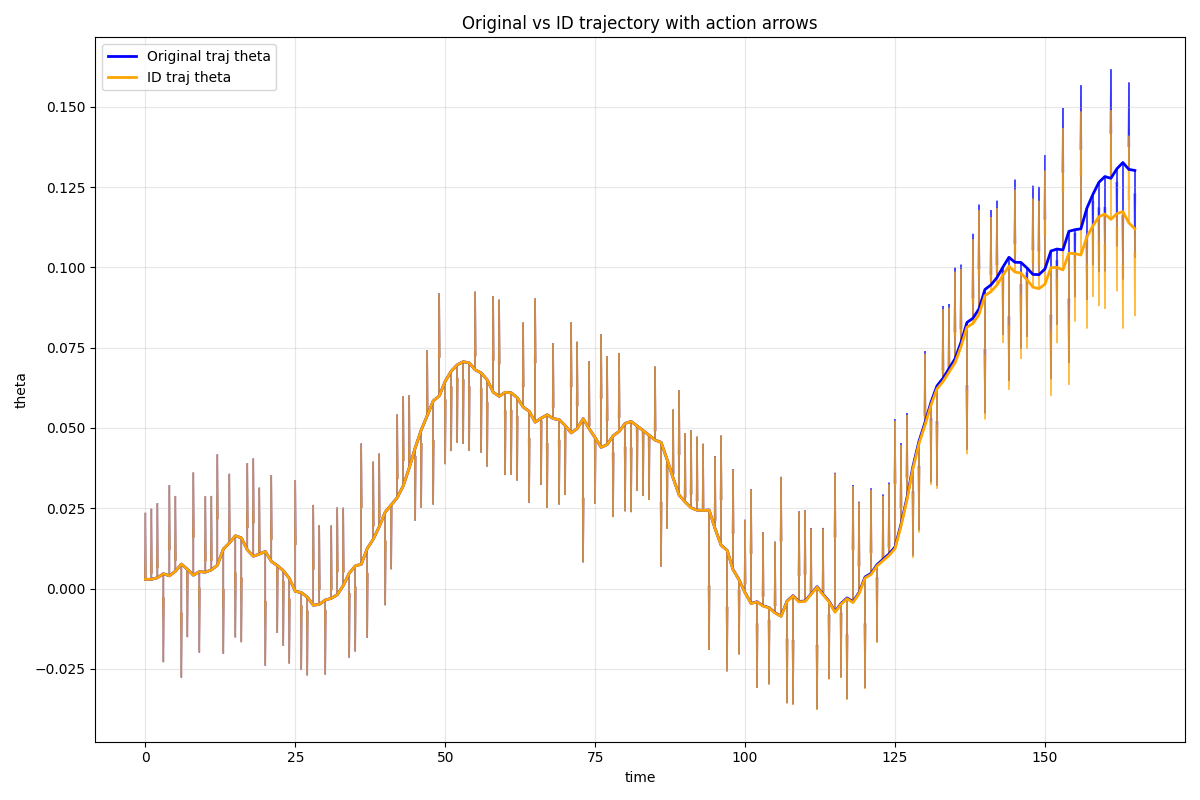 Original vs ID trajectory with action arrows
Original traj theta
ID traj theta
0.150
0.125
0.100
0.075
0.050
0.025
0.000
−0.025
theta
0 25 50 75 100 125 150
time